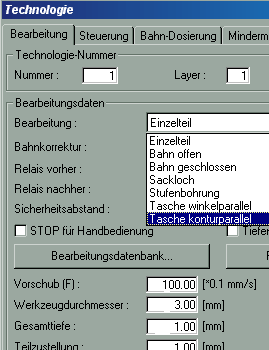 Technologie
Bearbeitung Steuerung Bahn-Dosierung
Technologie-Nummer
Nummer : 1 Layer : 1
Bearbeitungsdaten
Bearbeitung : Einzelteil
Einzelteil
Bahnkorrektur : Bahn offen
Bahn geschlossen
Relais vorher : Sackloch
Relais nachher : Stufenbohrung
Tasche winkelparallel
Sicherheitsabstand : Tasche konturparallel
STOP für Handbedienung
Bearbeitungsdatenbank...
Vorschub (F) : 100.00 [*0.1 mm/s]
Werkzeugdurchmesser : 3.00 [mm]
Gesamttiefe : 1.00 [mm]
Teilzustellung : 1.00 [mm]